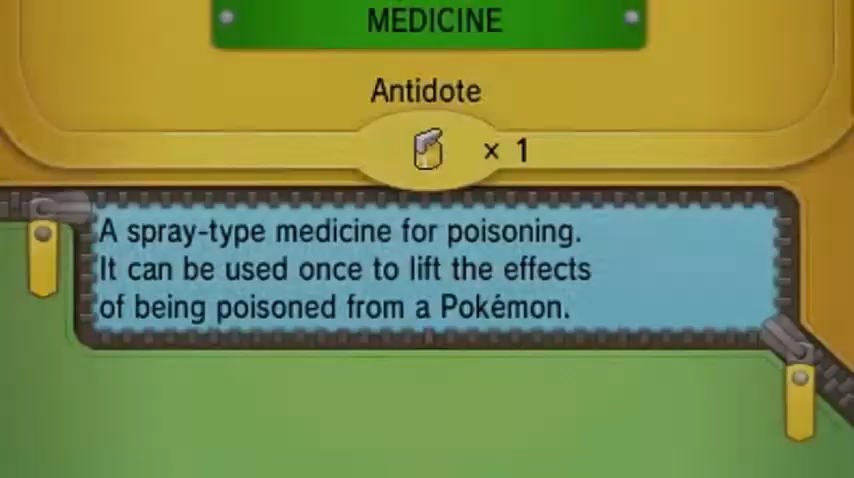 MEDICINE
Antidote
× 1
A spray-type medicine for poisoning.
It can be used once to lift the effects
of being poisoned from a Pokémon.